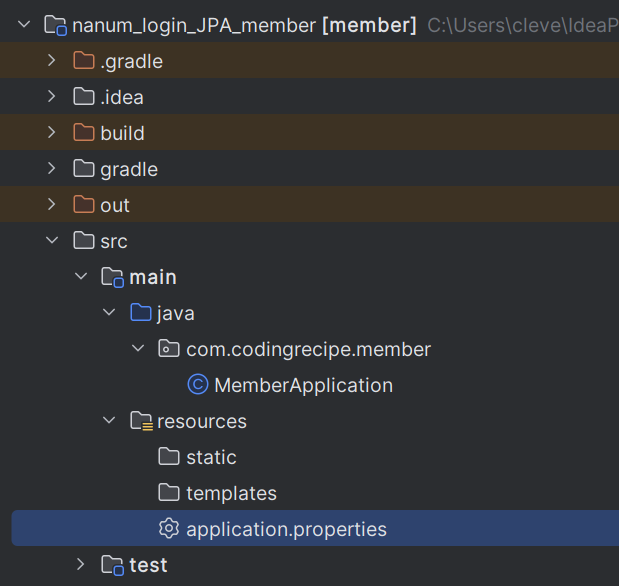 nanum_login_JPA_member [member] C:\Users\cleve\IdeaP
.gradle
.idea
build
gradle
out
src
main
java
com.codingrecipe.member
C MemberApplication
resources
static
templates
application.properties
test